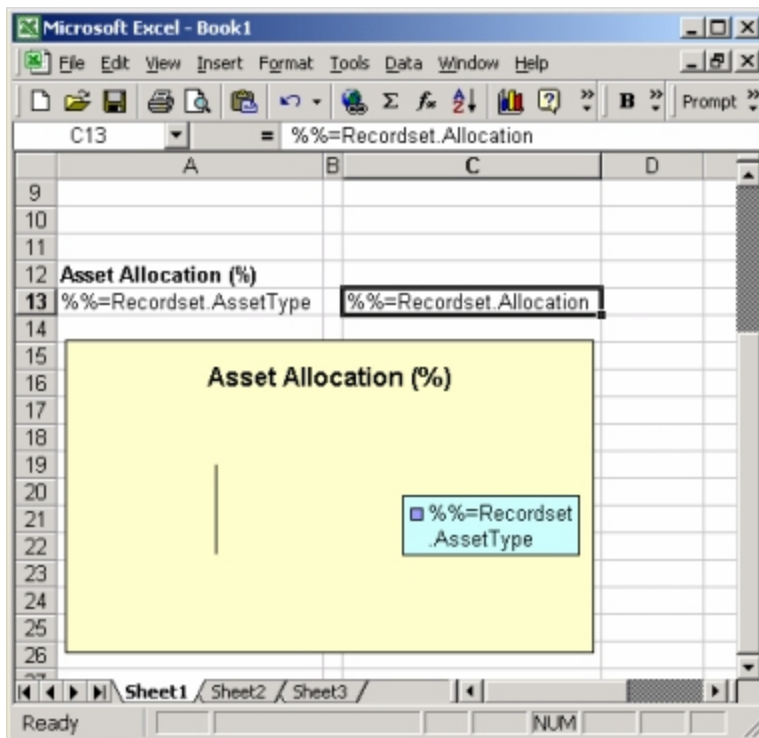 Microsoft Excel - Book1
File Edit View Insert Format Tools Data Window Help
Σ f* B Prompt
C13 = %%=Recordset.Allocation
A B C D
9
10
11
12 Asset Allocation (%)
13 %%=Recordset.AssetType %%=Recordset.Allocation
14
15
16 Asset Allocation (%)
17
18
19
20
21 %%=Recordset
22 .AssetType
23
24
25
26
Sheet1 Sheet2 Sheet3
Ready NUM